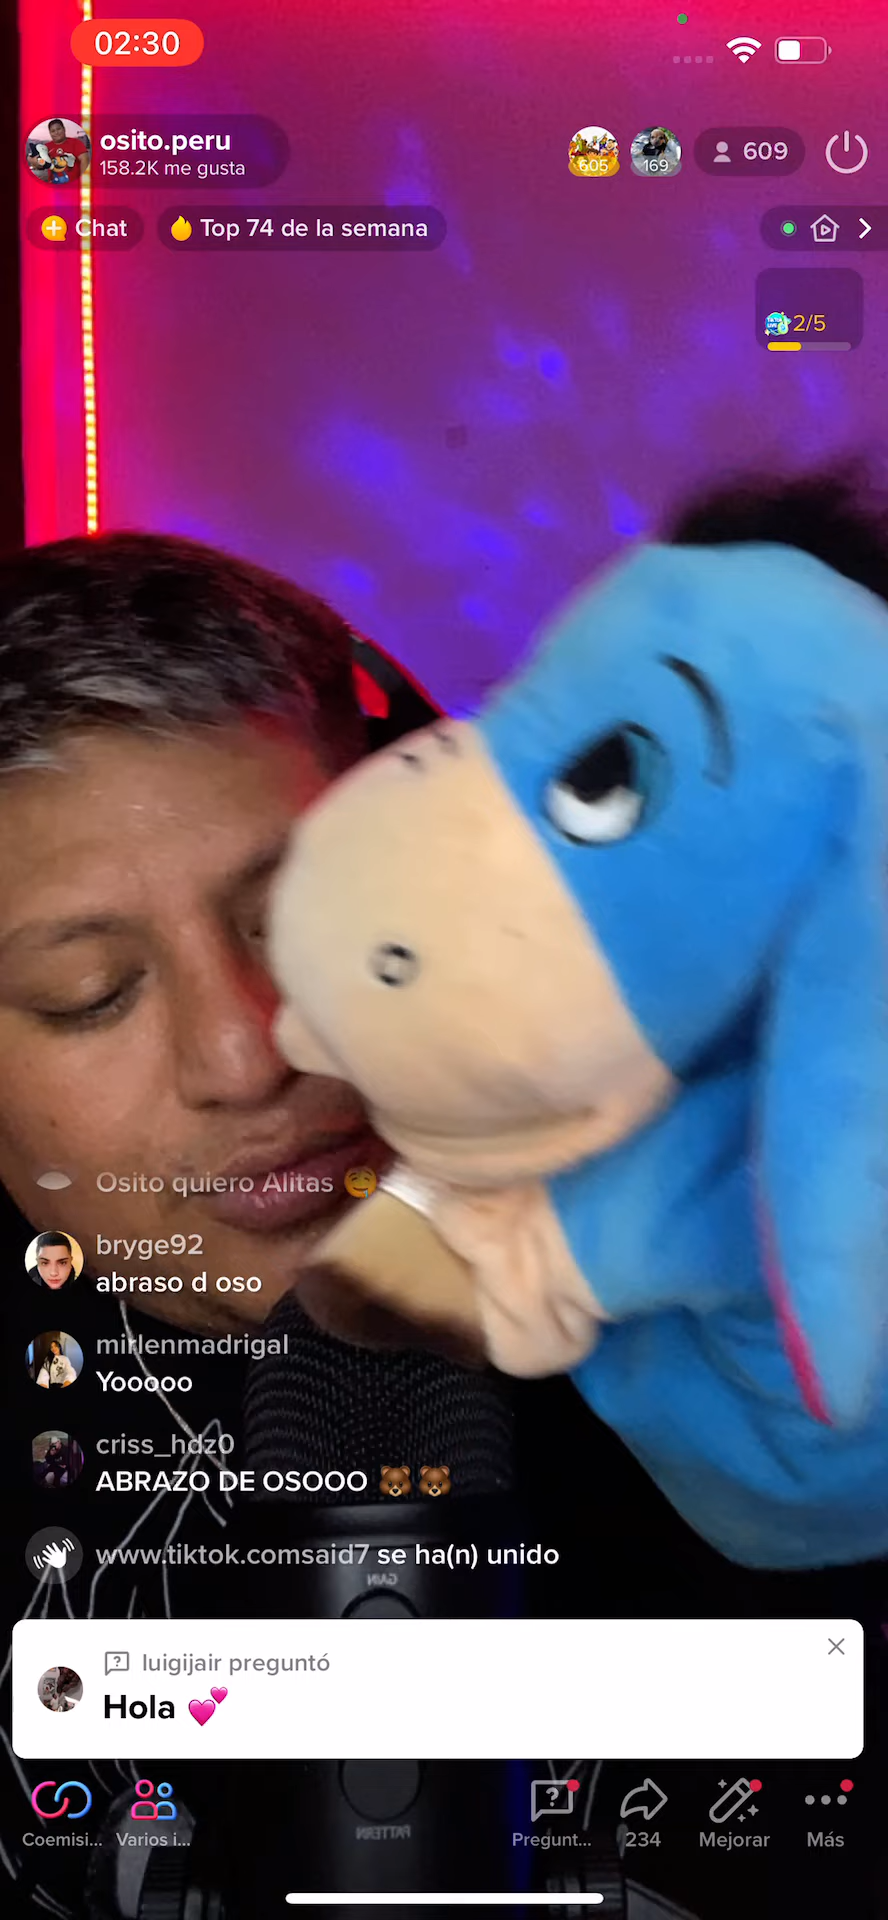 02:30
osito.peru
158.2K me gusta
605
169
609
Chat
Top 74 de la semana
2/5
Osito quiero Alitas 🤤
bryge92
abraso d oso
mirlenmadrigal
Yooooo
criss_hdz0
ABRAZO DE OSOOO 🐻🐻
www.tiktok.comsaid7 se ha(n) unido
GAIN
luigijair preguntó
Hola 💕
PATTERN
Coemisi...
Varios i...
Pregunt...
234
Mejorar
Más